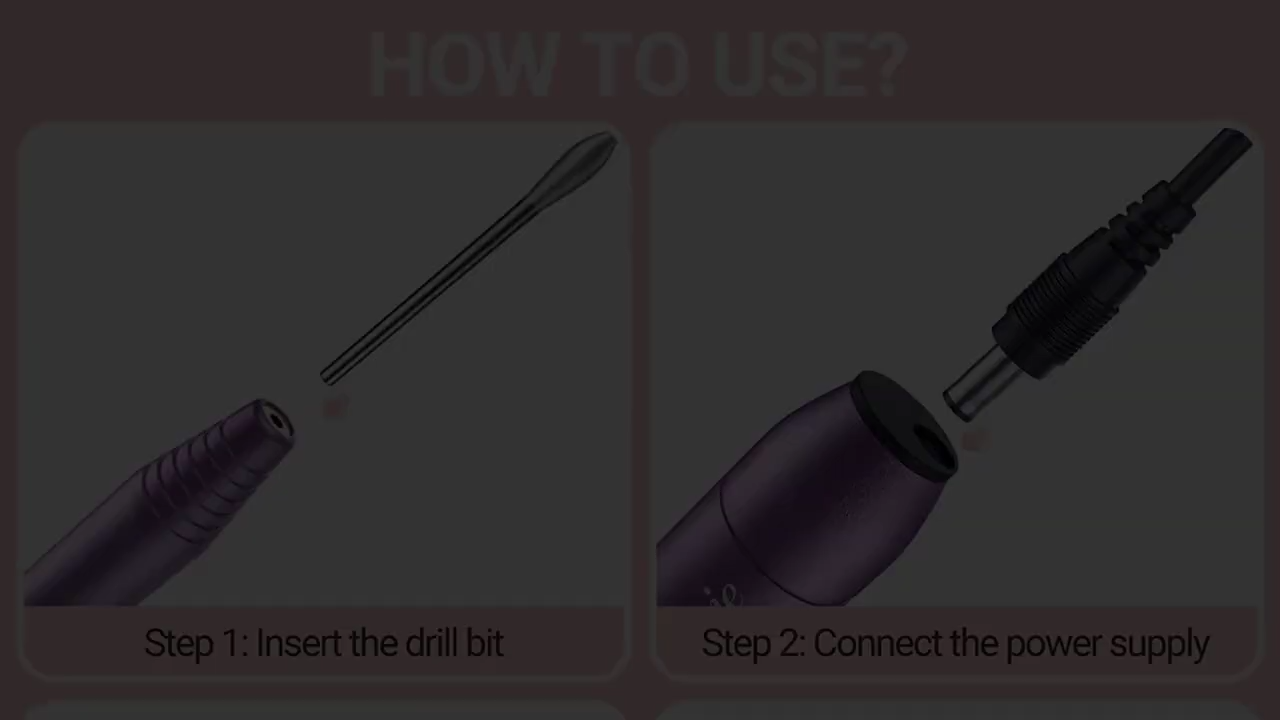 HOW TO USE?
Step 1: Insert the drill bit
Step 2: Connect the power supply